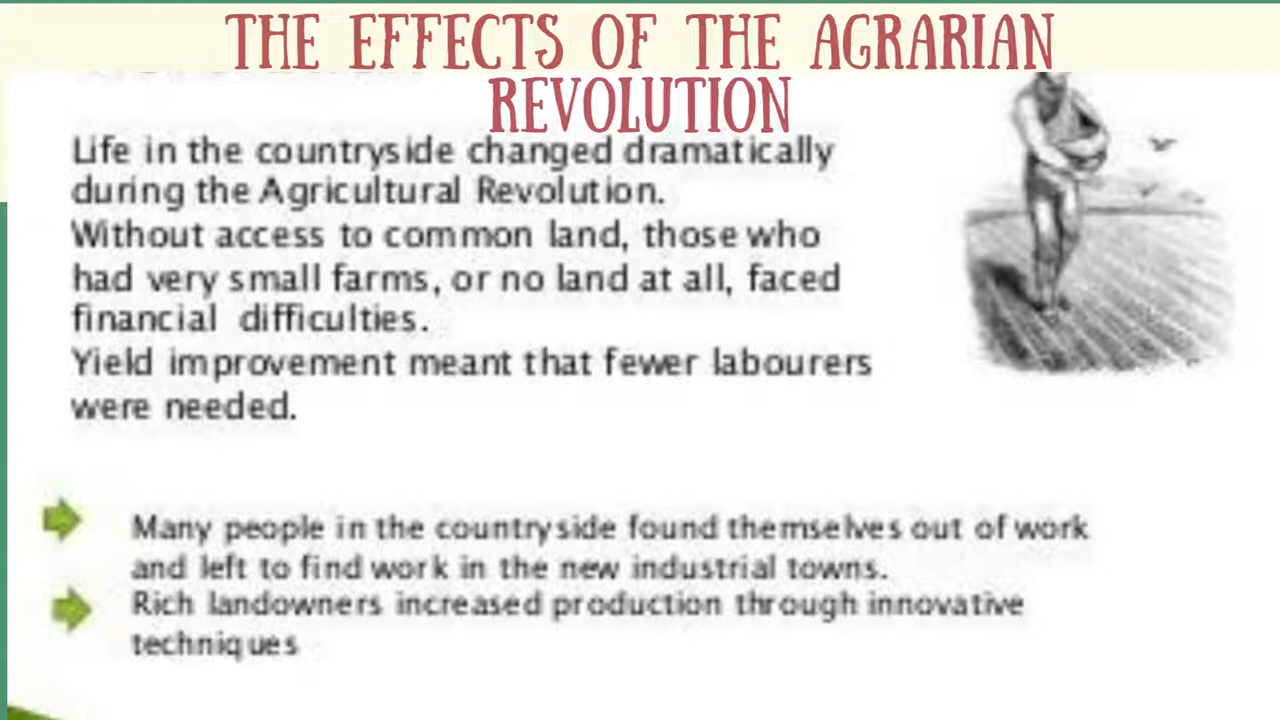 THE EFFECTS OF THE AGRARIAN
REVOLUTION
Life in the countryside changed dramatically
during the Agricultural Revolution.
Without access to common land, those who
had very small farms, or no land at all, faced
financial difficulties.
Yield improvement meant that fewer labourers
were needed.
Many people in the countryside found themselves out of work
and left to find work in the new industrial towns.
Rich landowners increased production through innovative
techniques